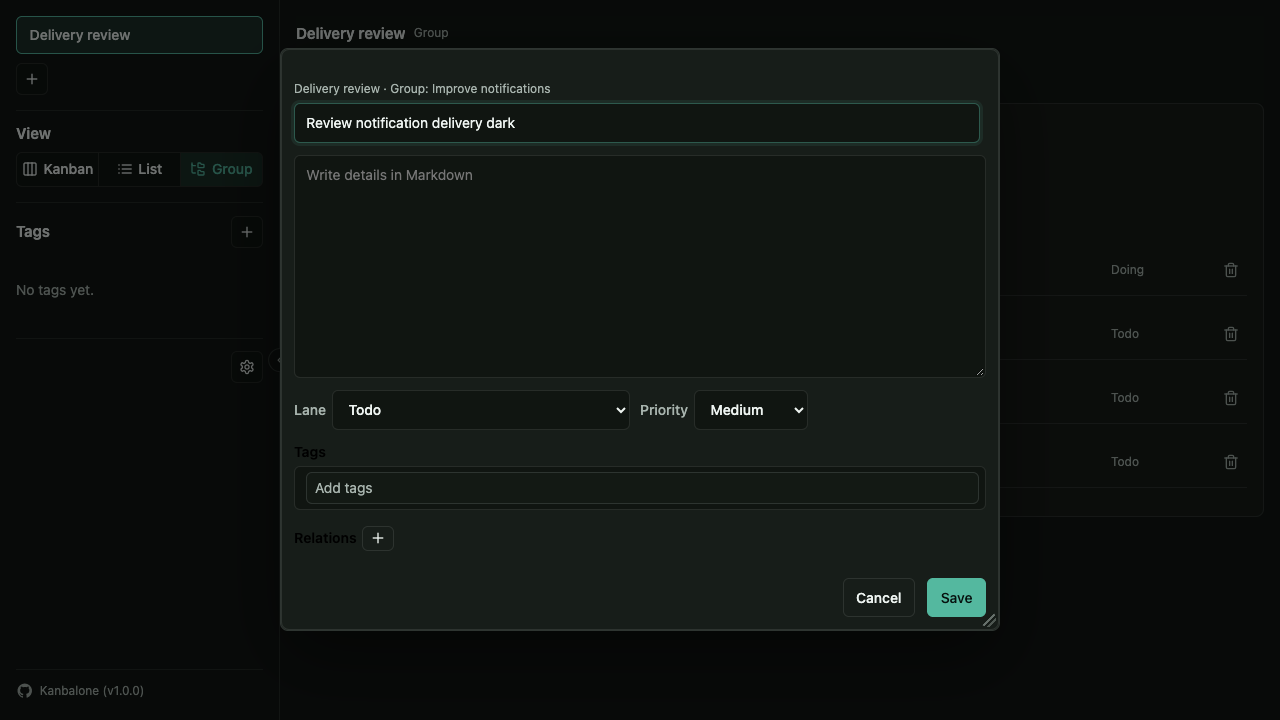 Delivery review
View
Kanban
List
Group
Tags
No tags yet.
Kanbalone (v1.0.0)
Delivery review Group
Delivery review · Group: Improve notifications
Review notification delivery dark
Write details in Markdown
Lane Todo Priority Medium
Tags
Add tags
Relations
Cancel Save
Doing
Todo
Todo
Todo